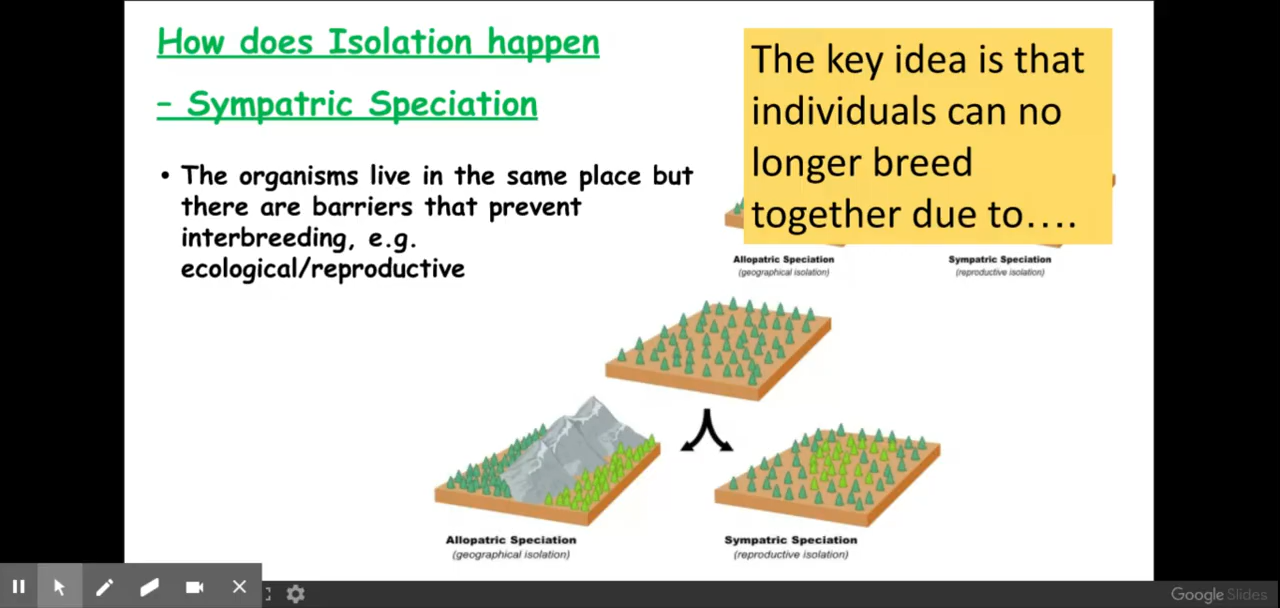 How does Isolation happen
– Sympatric Speciation
• The organisms live in the same place but
there are barriers that prevent
interbreeding, e.g.
ecological/reproductive
The key idea is that
individuals can no
longer breed
together due to….
Allopatric Speciation
(geographical isolation)
Sympatric Speciation
(reproductive isolation)
Allopatric Speciation
(geographical isolation)
Sympatric Speciation
(reproductive isolation)
Google Slides